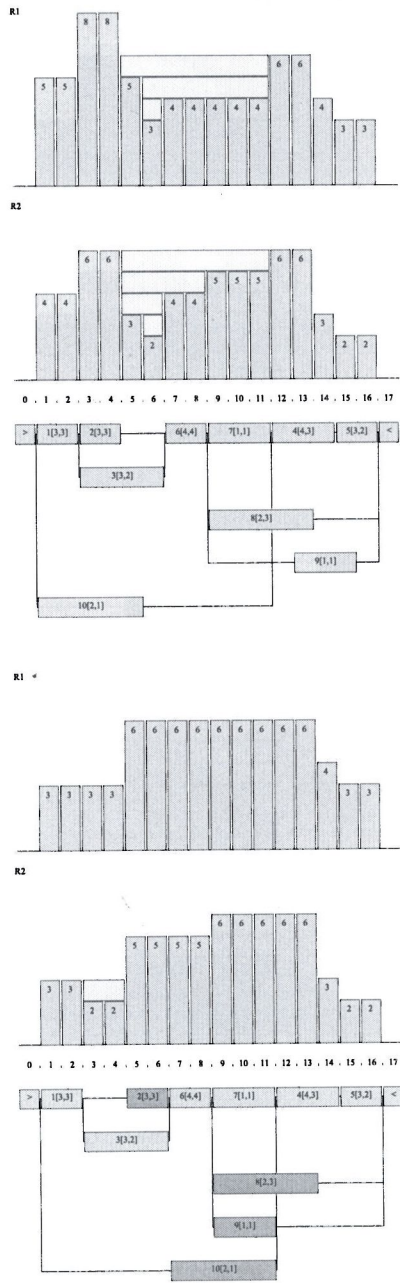 R1
8 8
6 6
5 5 5
4 4 4 4 4 4
3 3 3
R2
6 6 6 6
5 5 5
4 4 4 4
3 3
2 2 2
0 . 1 . 2 . 3 . 4 . 5 . 6 . 7 . 8 . 9 . 10 . 11 . 12 . 13 . 14 . 15 . 16 . 17
> 1[3,3] 2[3,3] 6[4,4] 7[1,1] 4[4,3] 5[3,2] <
3[3,2]
8[2,3]
9[1,1]
10[2,1]
R1
6 6 6 6 6 6 6 6 6
4
3 3 3 3 3 3
R2
6 6 6 6 6
5 5 5 5
3 3 3
2 2 2 2
0 . 1 . 2 . 3 . 4 . 5 . 6 . 7 . 8 . 9 . 10 . 11 . 12 . 13 . 14 . 15 . 16 . 17
> 1[3,3] 2[3,3] 6[4,4] 7[1,1] 4[4,3] 5[3,2] <
3[3,2]
8[2,3]
9[1,1]
10[2,1]